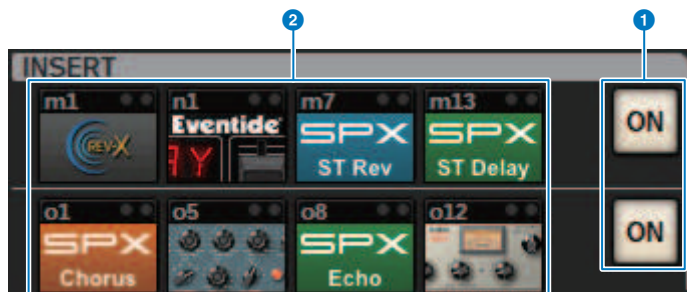 2
1
INSERT
m1
n1
m7
m13
REV-X
Eventide
SPX
SPX
ST Rev
ST Delay
ON
o1
o5
o8
o12
SPX
SPX
Chorus
Echo
ON